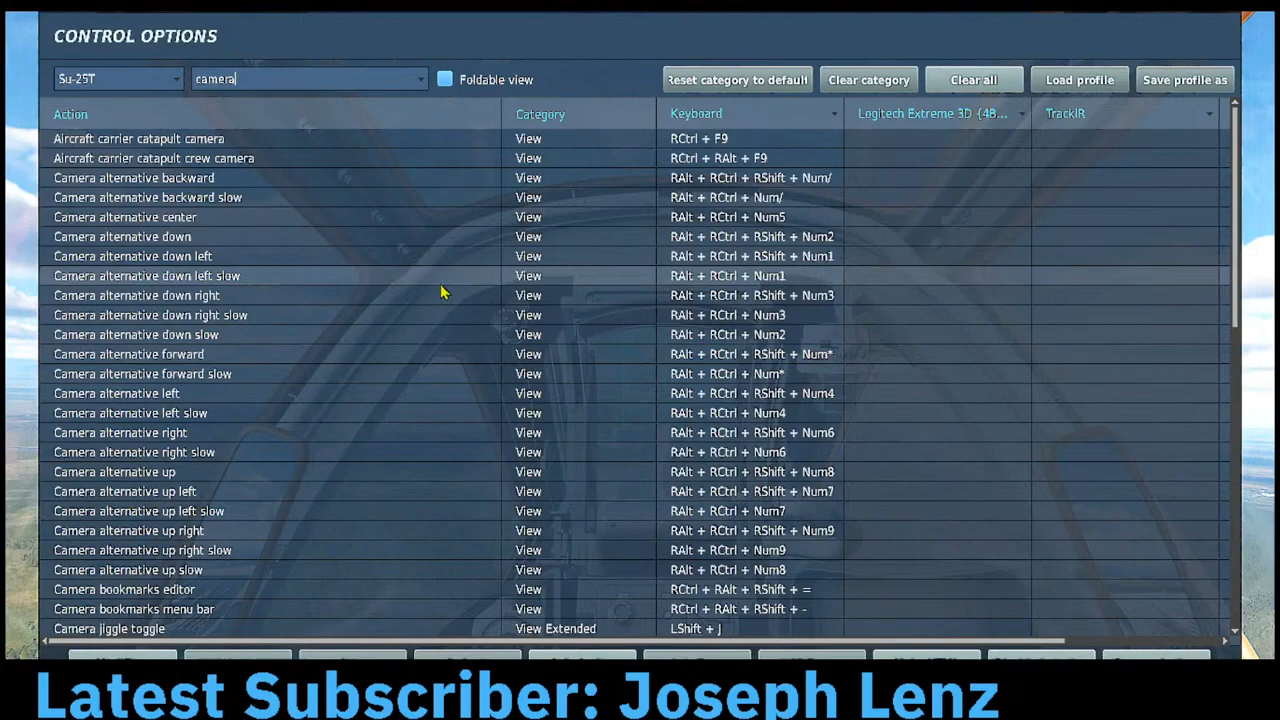 CONTROL OPTIONS
Su-25T camera Foldable view Reset category to default Clear category Clear all Load profile Save profile as
Action Category Keyboard Logitech Extreme 3D {4B... TrackIR
Aircraft carrier catapult camera View RCtrl + F9
Aircraft carrier catapult crew camera View RCtrl + RAlt + F9
Camera alternative backward View RAlt + RCtrl + RShift + Num/
Camera alternative backward slow View RAlt + RCtrl + Num/
Camera alternative center View RAlt + RCtrl + Num5
Camera alternative down View RAlt + RCtrl + RShift + Num2
Camera alternative down left View RAlt + RCtrl + RShift + Num1
Camera alternative down left slow View RAlt + RCtrl + Num1
Camera alternative down right View RAlt + RCtrl + RShift + Num3
Camera alternative down right slow View RAlt + RCtrl + Num3
Camera alternative down slow View RAlt + RCtrl + Num2
Camera alternative forward View RAlt + RCtrl + RShift + Num*
Camera alternative forward slow View RAlt + RCtrl + Num*
Camera alternative left View RAlt + RCtrl + RShift + Num4
Camera alternative left slow View RAlt + RCtrl + Num4
Camera alternative right View RAlt + RCtrl + RShift + Num6
Camera alternative right slow View RAlt + RCtrl + Num6
Camera alternative up View RAlt + RCtrl + RShift + Num8
Camera alternative up left View RAlt + RCtrl + RShift + Num7
Camera alternative up left slow View RAlt + RCtrl + Num7
Camera alternative up right View RAlt + RCtrl + RShift + Num9
Camera alternative up right slow View RAlt + RCtrl + Num9
Camera alternative up slow View RAlt + RCtrl + Num8
Camera bookmarks editor View RCtrl + RAlt + RShift + =
Camera bookmarks menu bar View RCtrl + RAlt + RShift + -
Camera jiggle toggle View Extended LShift + J
Latest Subscriber: Joseph Lenz